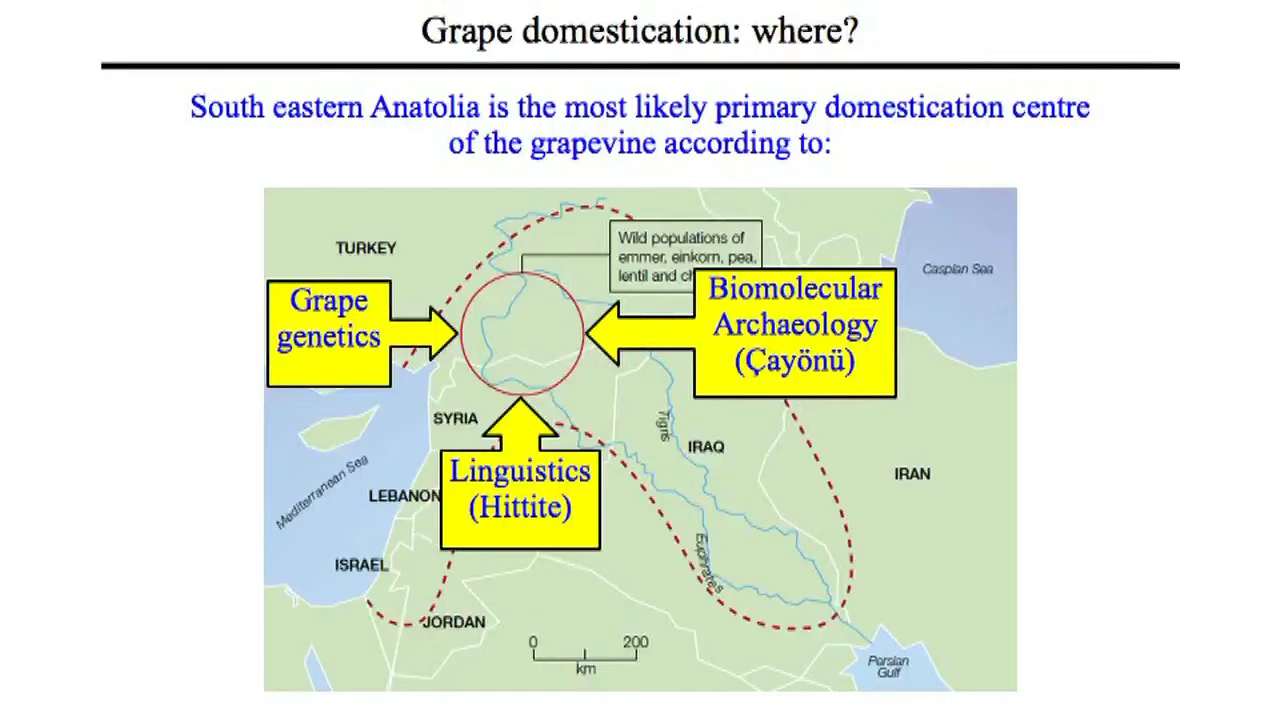 Grape domestication: where?
South eastern Anatolia is the most likely primary domestication centre
of the grapevine according to:
TURKEY
Wild populations of
emmer, einkorn, pea,
lentil and
Caspian Sea
Grape
genetics
Biomolecular
Archaeology
(Çayönü)
SYRIA
Tigris
IRAQ
IRAN
Linguistics
(Hittite)
Mediterranean Sea
LEBANON
ISRAEL
Euphrates
JORDAN
0 200
km
Persian
Gulf